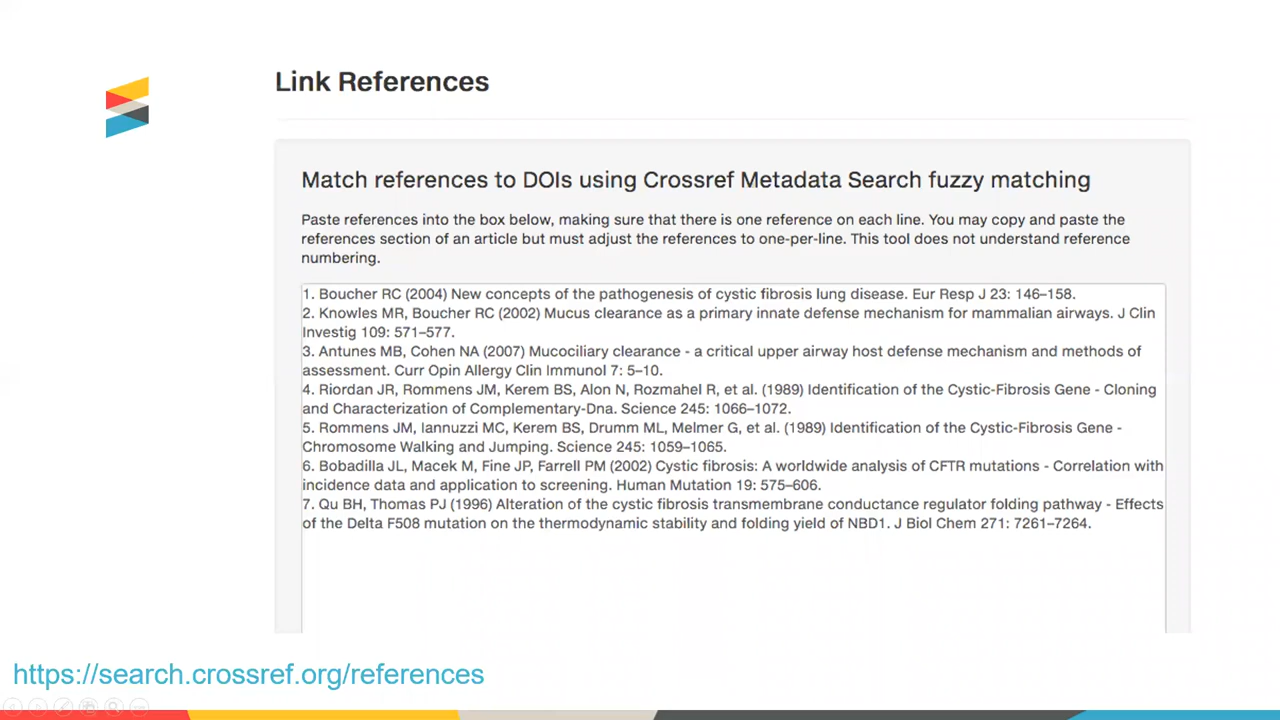 Link References
Match references to DOIs using Crossref Metadata Search fuzzy matching
Paste references into the box below, making sure that there is one reference on each line. You may copy and paste the
references section of an article but must adjust the references to one-per-line. This tool does not understand reference
numbering.
1. Boucher RC (2004) New concepts of the pathogenesis of cystic fibrosis lung disease. Eur Resp J 23: 146–158.
2. Knowles MR, Boucher RC (2002) Mucus clearance as a primary innate defense mechanism for mammalian airways. J Clin
Investig 109: 571–577.
3. Antunes MB, Cohen NA (2007) Mucociliary clearance - a critical upper airway host defense mechanism and methods of
assessment. Curr Opin Allergy Clin Immunol 7: 5–10.
4. Riordan JR, Rommens JM, Kerem BS, Alon N, Rozmahel R, et al. (1989) Identification of the Cystic-Fibrosis Gene - Cloning
and Characterization of Complementary-Dna. Science 245: 1066–1072.
5. Rommens JM, Iannuzzi MC, Kerem BS, Drumm ML, Melmer G, et al. (1989) Identification of the Cystic-Fibrosis Gene -
Chromosome Walking and Jumping. Science 245: 1059–1065.
6. Bobadilla JL, Macek M, Fine JP, Farrell PM (2002) Cystic fibrosis: A worldwide analysis of CFTR mutations - Correlation with
incidence data and application to screening. Human Mutation 19: 575–606.
7. Qu BH, Thomas PJ (1996) Alteration of the cystic fibrosis transmembrane conductance regulator folding pathway - Effects
of the Delta F508 mutation on the thermodynamic stability and folding yield of NBD1. J Biol Chem 271: 7261–7264.
https://search.crossref.org/references